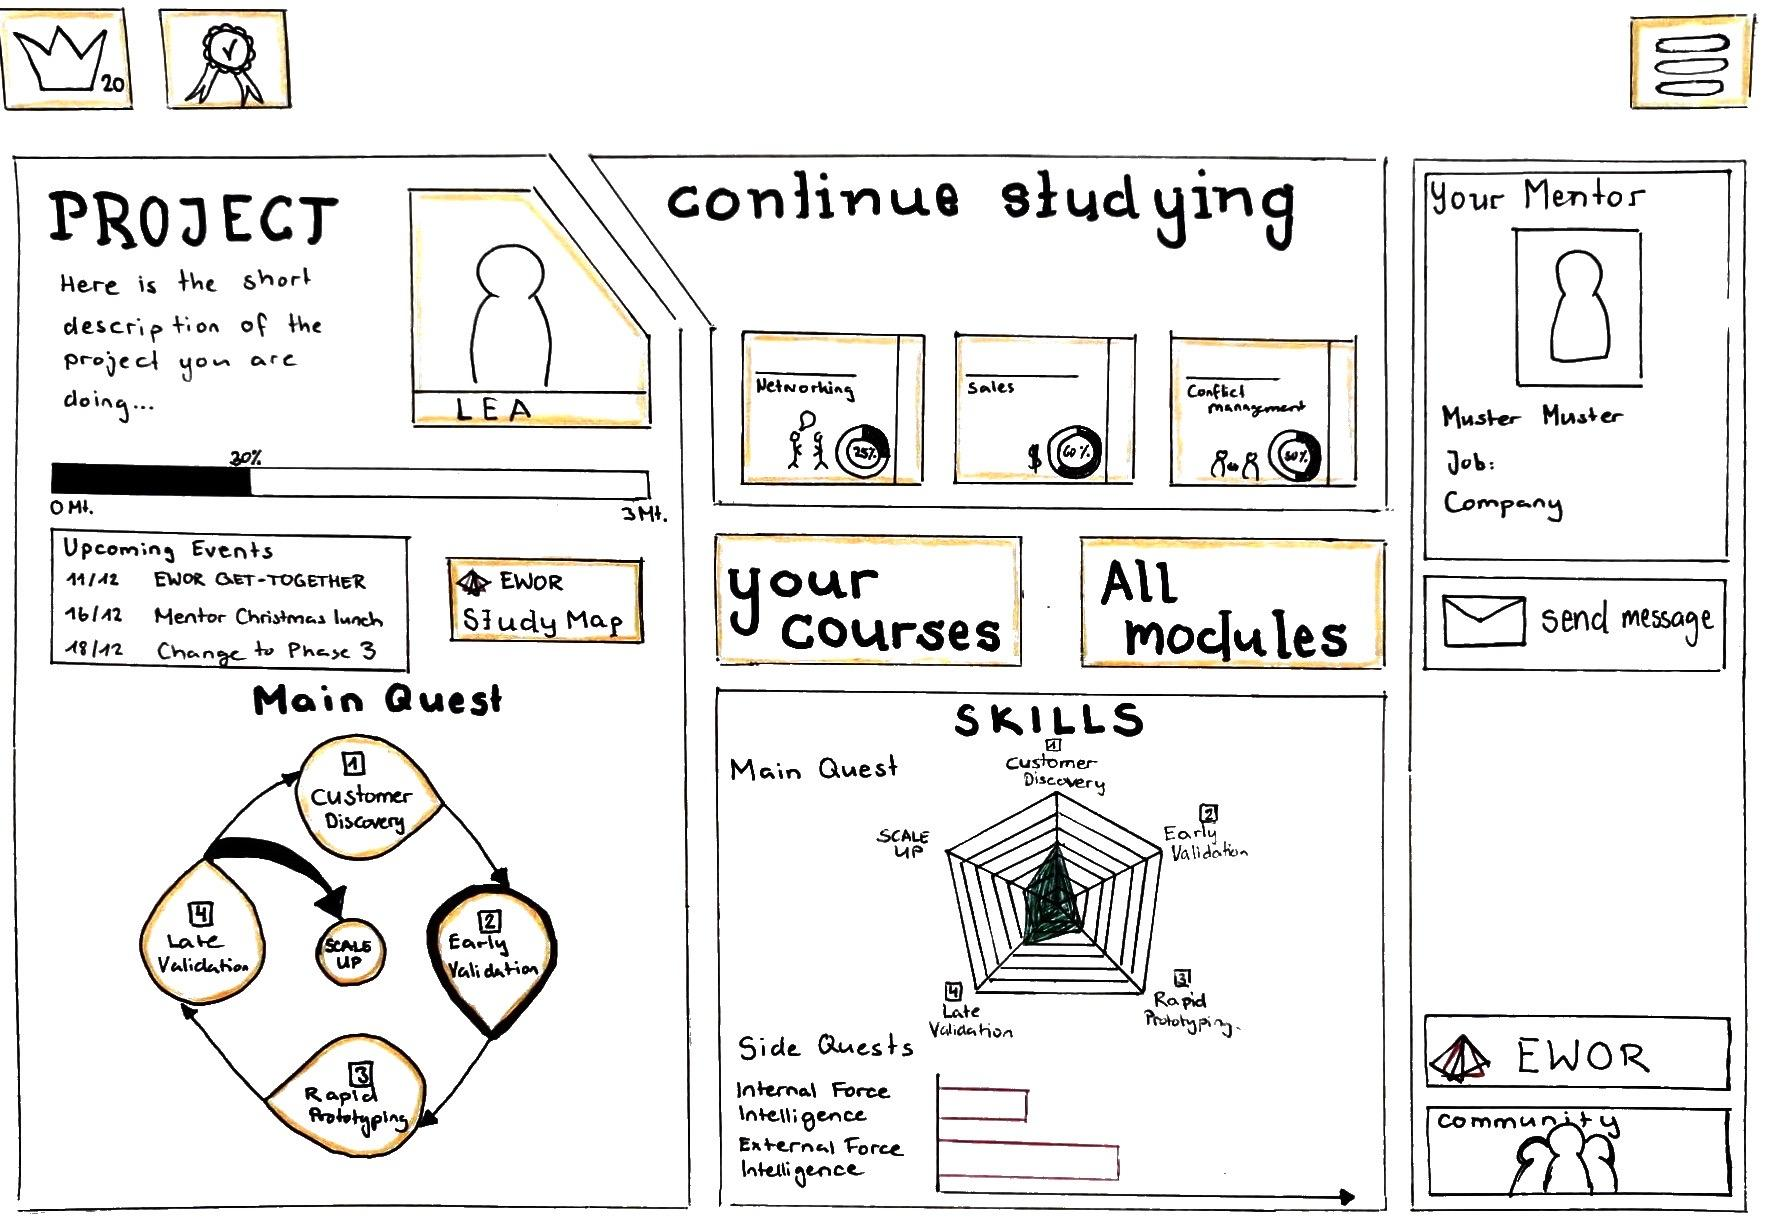 20
PROJECT
Here is the short
description of the
project you are
doing...
LEA
30%
0 Mt.
3 Mt.
Upcoming Events
11/12 EWOR GET-TOGETHER
16/12 Mentor Christmas lunch
18/12 Change to Phase 3
EWOR
Study Map
Main Quest
1
Customer
Discovery
2
Early
Validation
3
Rapid
Prototyping
4
Late
Validation
SCALE
UP
continue studying
Networking
25%
Sales
$ 60%
Conflict
management
50%
your
courses
All
modules
SKILLS
Main Quest
1
Customer
Discovery
2
Early
Validation
3
Rapid
Prototyping.
4
Late
Validation
SCALE
UP
Side Quests
Internal Force
Intelligence
External Force
Intelligence
your Mentor
Muster Muster
Job:
Company
send message
EWOR
community